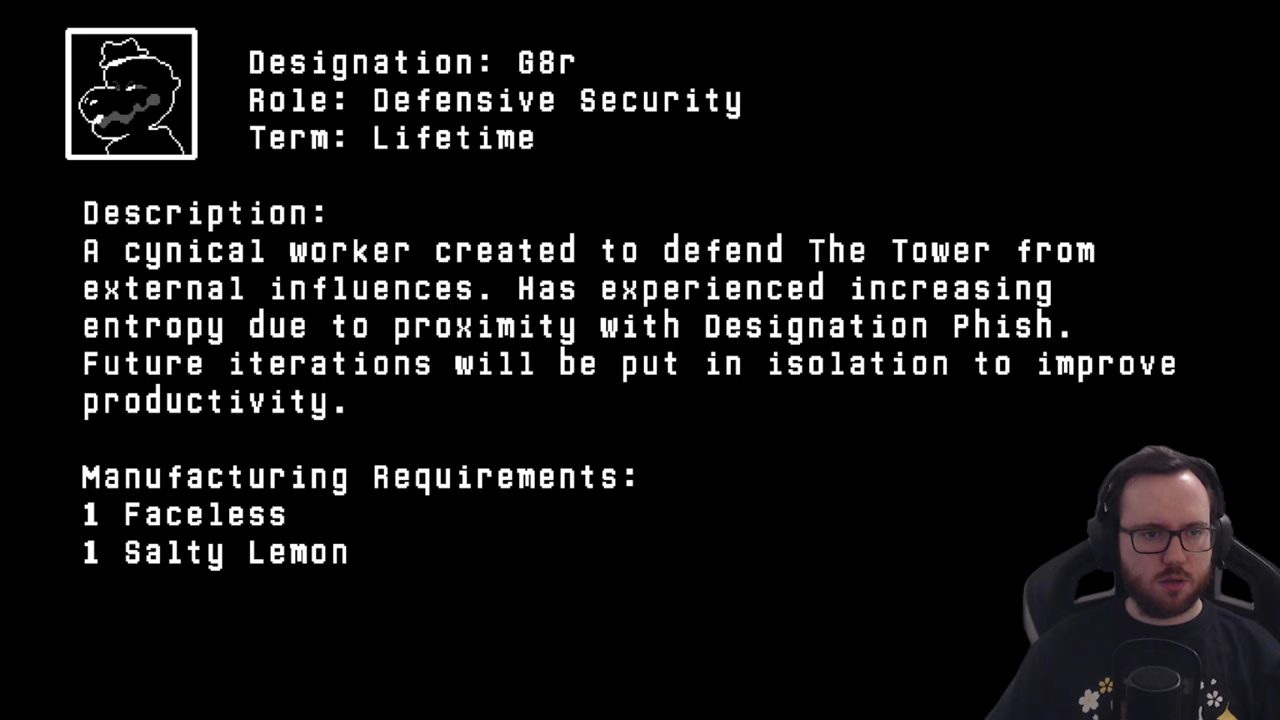 Designation: G8r
Role: Defensive Security
Term: Lifetime
Description:
A cynical worker created to defend The Tower from
external influences. Has experienced increasing
entropy due to proximity with Designation Phish.
Future iterations will be put in isolation to improve
productivity.
Manufacturing Requirements:
1 Faceless
1 Salty Lemon